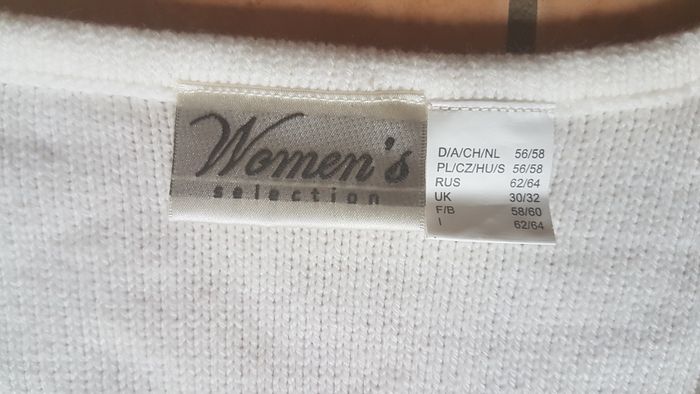 Women's
selection
D/A/CH/NL 56/58
PL/CZ/HU/S 56/58
RUS 62/64
UK 30/32
F/B 58/60
I 62/64